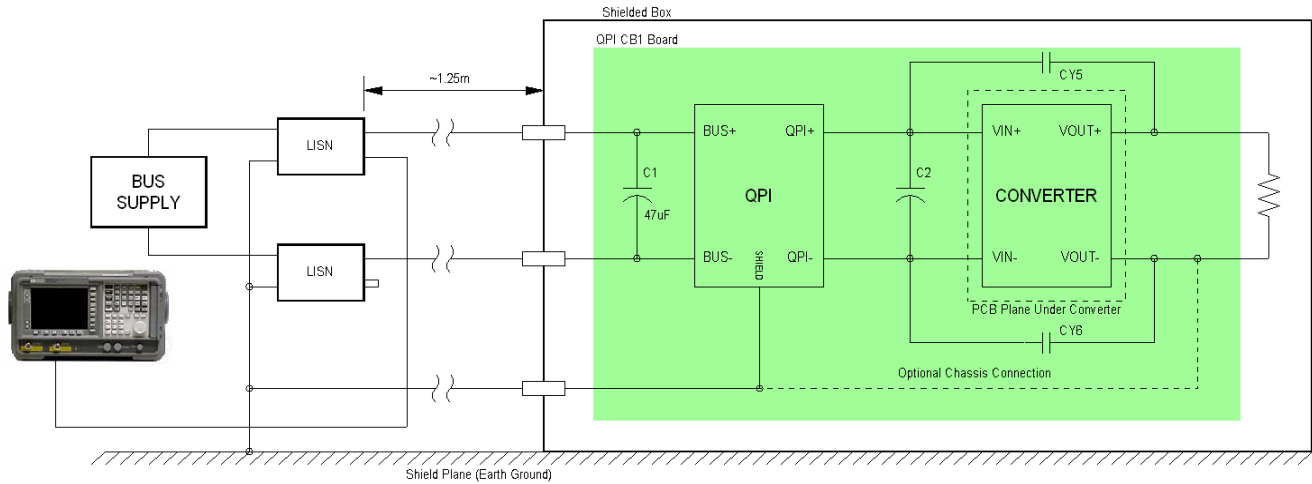 Shielded Box
QPI CB1 Board
~1.25m
CY5
LISN
BUS+
QPI+
VIN+
VOUT+
BUS
SUPPLY
C1
47uF
QPI
C2
CONVERTER
LISN
BUS-
SHIELD
QPI-
VIN-
VOUT-
PCB Plane Under Converter
CY6
Optional Chassis Connection
Shield Plane (Earth Ground)